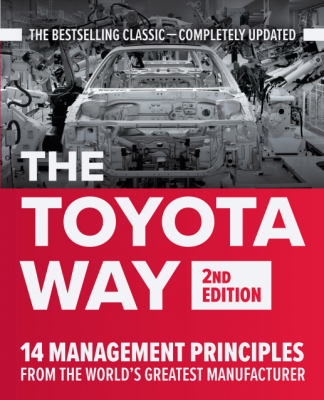 THE BESTSELLING CLASSIC—COMPLETELY UPDATED
THE
TOYOTA
WAY
2ND
EDITION
14 MANAGEMENT PRINCIPLES
FROM THE WORLD'S GREATEST MANUFACTURER